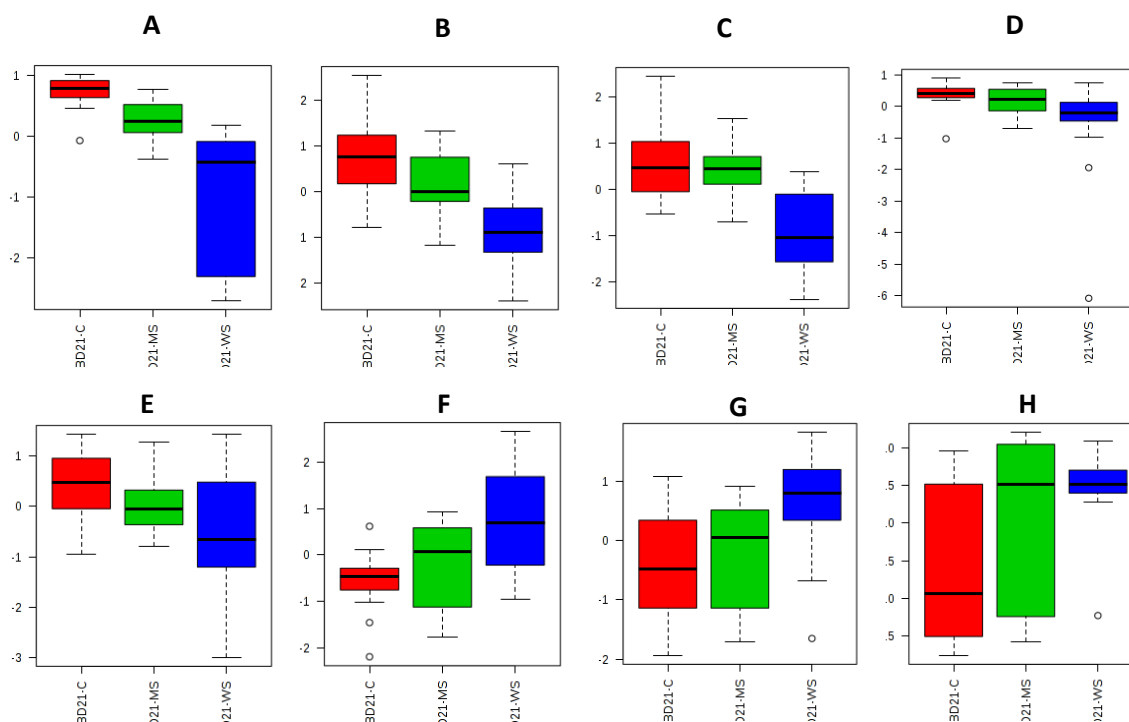 A
1
0
-1
-2
BD21-C
D21-MS
D21-WS
B
2
1
0
1
2
BD21-C
D21-MS
D21-WS
C
2
1
0
-1
-2
BD21-C
D21-MS
D21-WS
D
1
0
-1
-2
-3
-4
-5
-6
BD21-C
D21-MS
D21-WS
E
1
0
-1
-2
-3
BD21-C
D21-MS
D21-WS
F
2
1
0
-1
-2
BD21-C
D21-MS
D21-WS
G
1
0
-1
-2
BD21-C
D21-MS
D21-WS
H
.0
.5
.0
.5
.0
.5
BD21-C
D21-MS
D21-WS